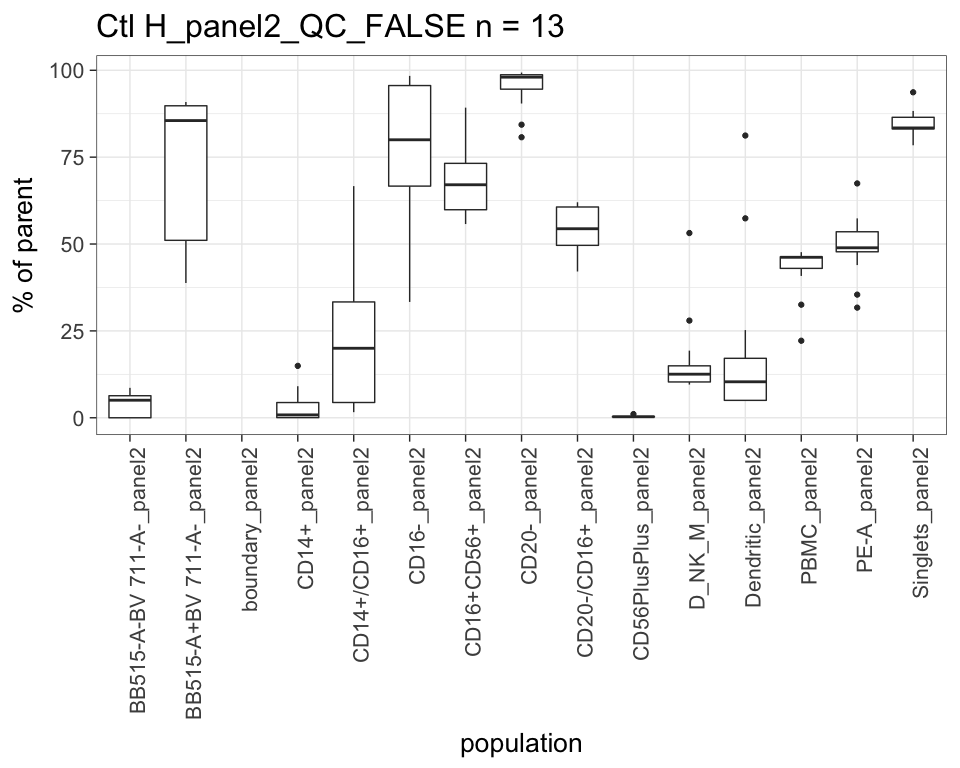 Ctl H_panel2_QC_FALSE n = 13
% of parent
100
75
50
25
0
BB515-A-BV 711-A-_panel2
BB515-A+BV 711-A-_panel2
boundary_panel2
CD14+_panel2
CD14+/CD16+_panel2
CD16-_panel2
CD16+CD56+_panel2
CD20-_panel2
CD20-/CD16+_panel2
CD56PlusPlus_panel2
D_NK_M_panel2
Dendritic_panel2
PBMC_panel2
PE-A_panel2
Singlets_panel2
population